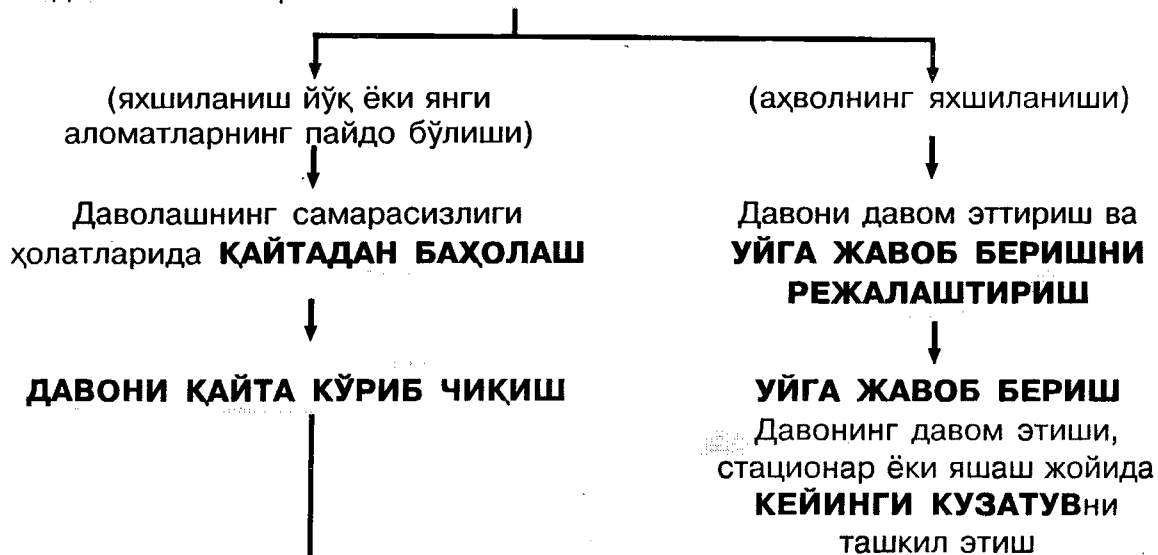 (яхшиланиш йўқ ёки янги
аломатларнинг пайдо бўлиши)
Даволашнинг самарасизлиги
ҳолатларида ҚАЙТАДАН БАҲОЛАШ
ДАВОНИ ҚАЙТА КЎРИБ ЧИҚИШ
(аҳволнинг яхшиланиши)
Давони давом эттириш ва
УЙГА ЖАВОБ БЕРИШНИ
РЕЖАЛАШТИРИШ
УЙГА ЖАВОБ БЕРИШ
Давонинг давом этиши,
стационар ёки яшаш жойида
КЕЙИНГИ КУЗАТУВни
ташкил этиш